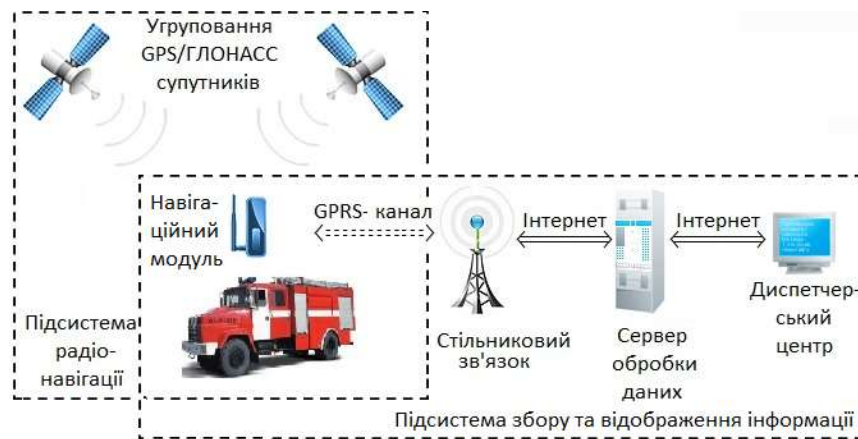 Угруповання
GPS/ГЛОНАСС
супутників
Навіга-
ційний
модуль
GPRS- канал
Інтернет
Інтернет
Підсистема
радіо-
навігації
Стільниковий
зв'язок
Сервер
обробки
даних
Диспетчер-
ський
центр
Підсистема збору та відображення інформації